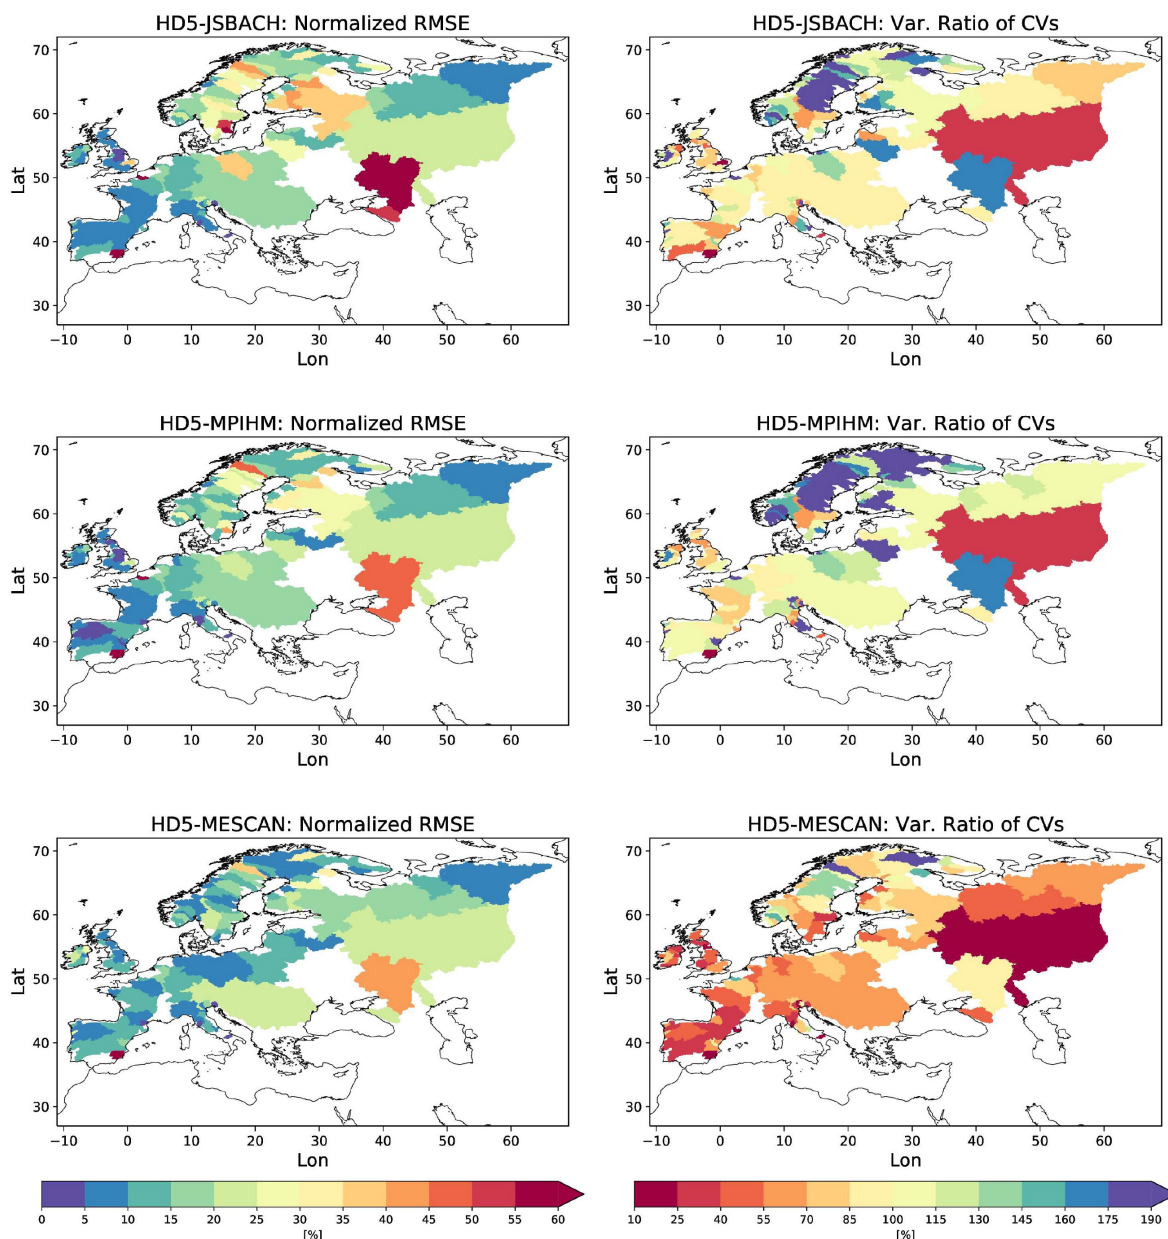 HD5-JSBACH: Normalized RMSE
70
60
50
40
30
Lat
−10 0 10 20 30 40 50 60
Lon
HD5-JSBACH: Var. Ratio of CVs
70
60
50
40
30
Lat
−10 0 10 20 30 40 50 60
Lon
HD5-MPIHM: Normalized RMSE
70
60
50
40
30
Lat
−10 0 10 20 30 40 50 60
Lon
HD5-MPIHM: Var. Ratio of CVs
70
60
50
40
30
Lat
−10 0 10 20 30 40 50 60
Lon
HD5-MESCAN: Normalized RMSE
70
60
50
40
30
Lat
−10 0 10 20 30 40 50 60
Lon
HD5-MESCAN: Var. Ratio of CVs
70
60
50
40
30
Lat
−10 0 10 20 30 40 50 60
Lon
0 5 10 15 20 25 30 35 40 45 50 55 60
[%]
10 25 40 55 70 85 100 115 130 145 160 175 190
[%]